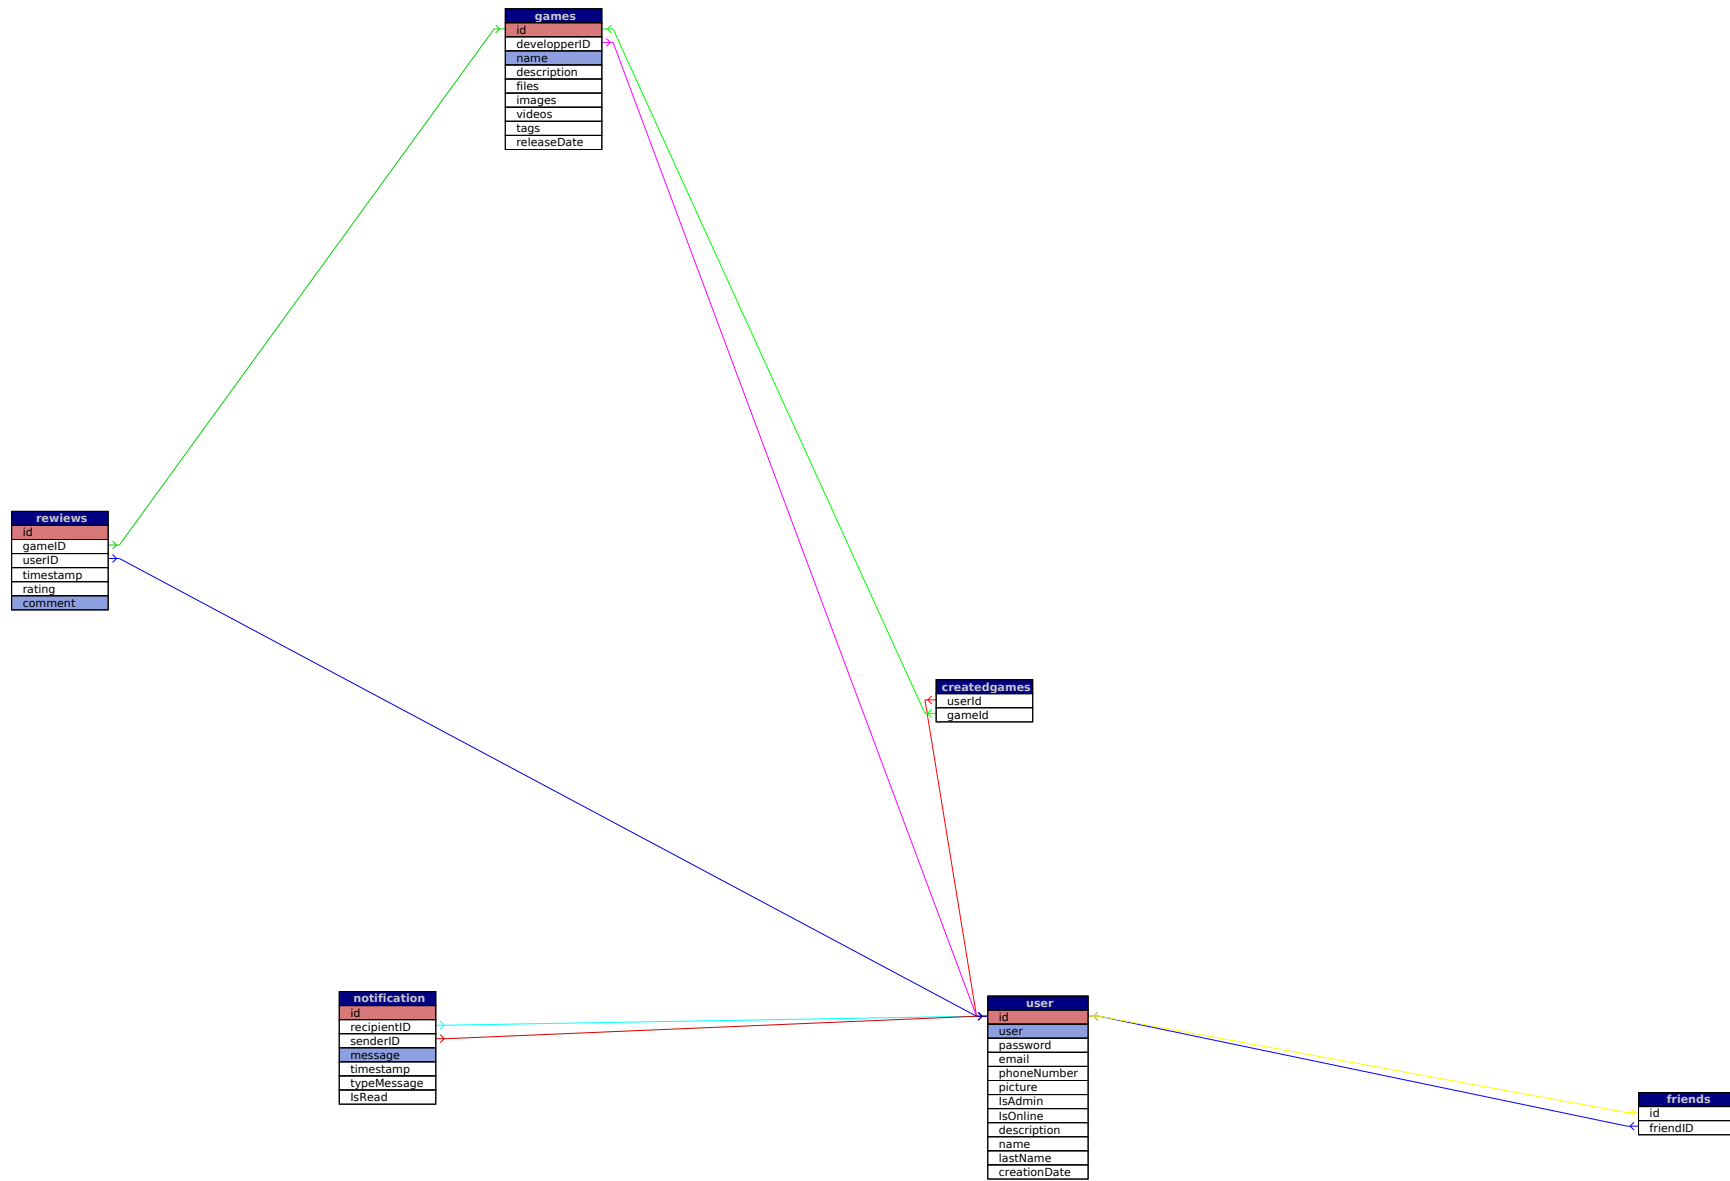 games
id
developperID
name
description
files
images
videos
tags
releaseDate
rewiews
id
gameID
userID
timestamp
rating
comment
createdgames
userId
gameId
notification
id
recipientID
senderID
message
timestamp
typeMessage
IsRead
user
id
user
password
email
phoneNumber
picture
IsAdmin
IsOnline
description
name
lastName
creationDate
friends
id
friendID